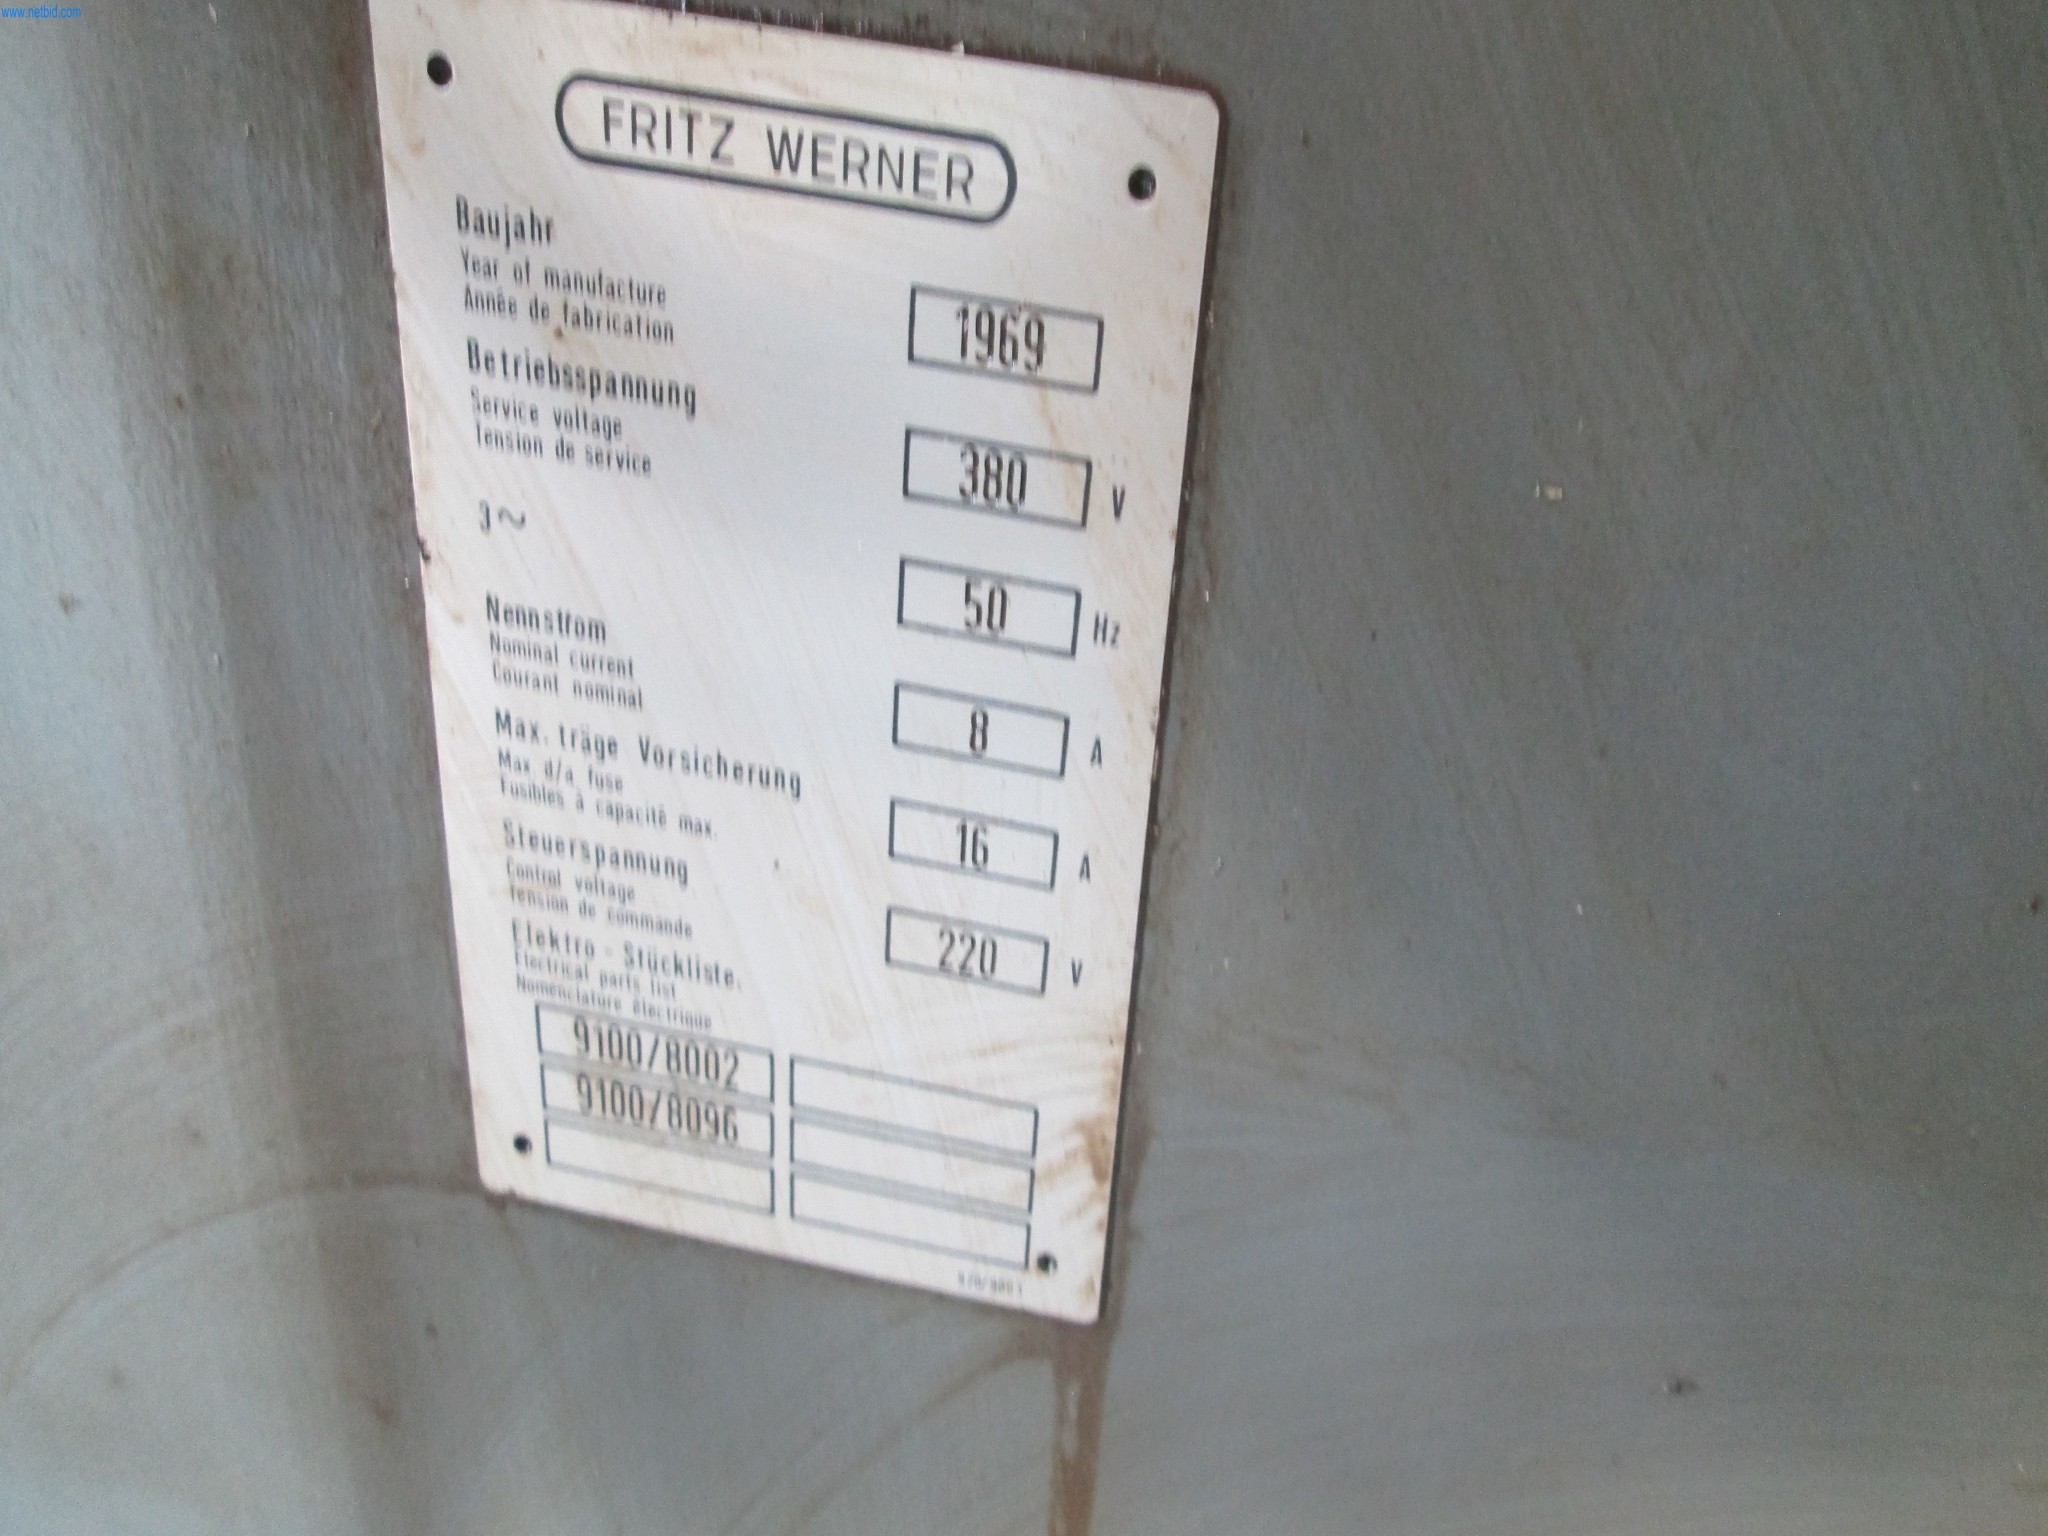 www.netbid.com
FRITZ WERNER
Baujahr
Year of manufacture
Année de fabrication
1969
Betriebsspannung
Service voltage
Tension de service
380 V
3~
50 Hz
Nennstrom
Nominal current
Courant nominal
8 A
Max. träge Vorsicherung
Max. d/a fuse
Fusibles à capacité max.
16 A
Steuerspannung
Control voltage
Tension de commande
220 V
Elektro - Stückliste.
Electrical parts list
Nomenclature électrique
9100/8002
9100/8096